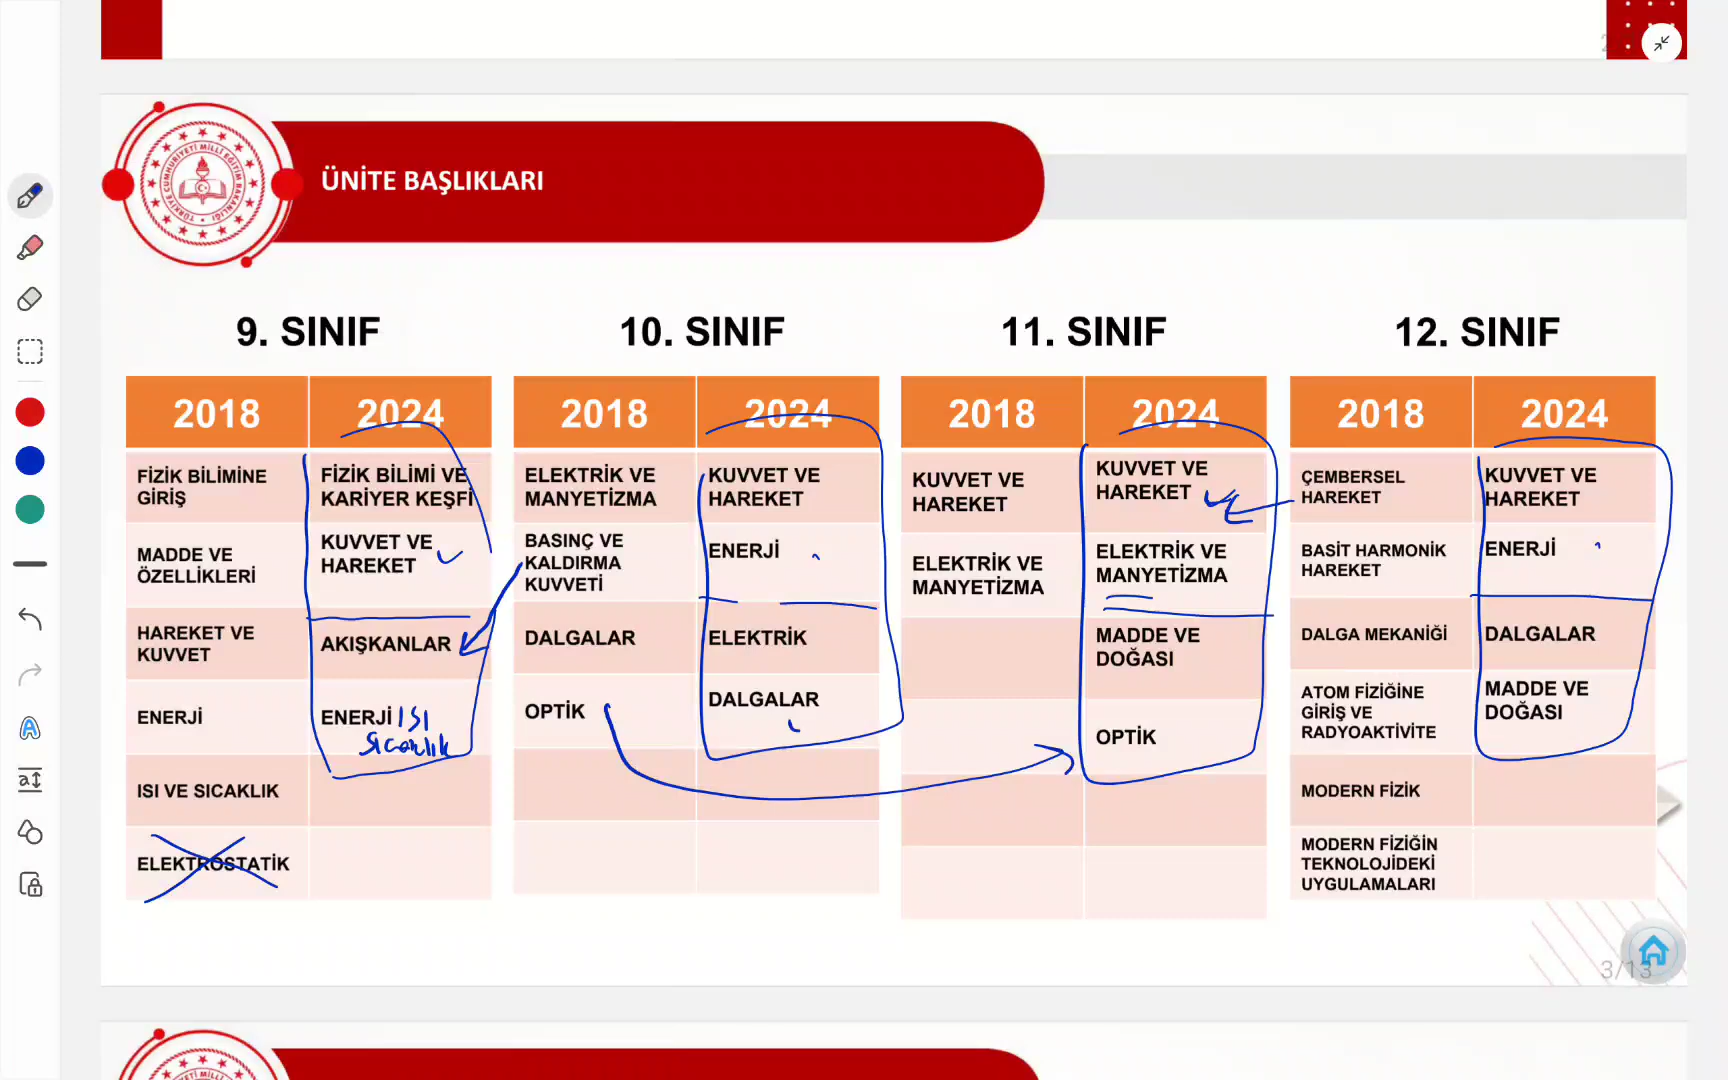 ÜNİTE BAŞLIKLARI
9. SINIF
2018
2024
FİZİK BİLİMİNE
GİRİŞ
FİZİK BİLİMİ VE
KARİYER KEŞFİ
MADDE VE
ÖZELLİKLERİ
KUVVET VE
HAREKET
HAREKET VE
KUVVET
AKIŞKANLAR
ENERJİ
ENERJİ ISI
sıcaklık
ISI VE SICAKLIK
ELEKTROSTATİK
10. SINIF
2018
2024
ELEKTRİK VE
MANYETİZMA
KUVVET VE
HAREKET
BASINÇ VE
KALDIRMA
KUVVETİ
ENERJİ
DALGALAR
ELEKTRİK
OPTİK
DALGALAR
11. SINIF
2018
2024
KUVVET VE
HAREKET
KUVVET VE
HAREKET
ELEKTRİK VE
MANYETİZMA
ELEKTRİK VE
MANYETİZMA
MADDE VE
DOĞASI
OPTİK
12. SINIF
2018
2024
ÇEMBERSEL
HAREKET
KUVVET VE
HAREKET
BASİT HARMONİK
HAREKET
ENERJİ
DALGA MEKANİĞİ
DALGALAR
ATOM FİZİĞİNE
GİRİŞ VE
RADYOAKTİVİTE
MADDE VE
DOĞASI
MODERN FİZİK
MODERN FİZİĞİN
TEKNOLOJİDEKİ
UYGULAMALARI
3/13